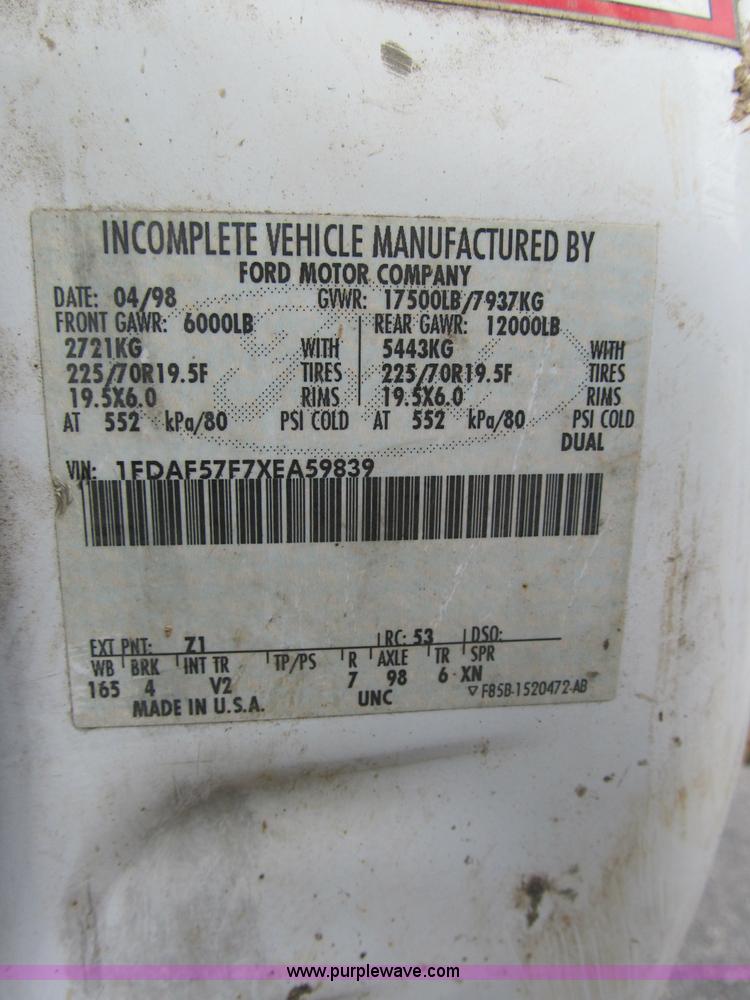 INCOMPLETE VEHICLE MANUFACTURED BY
FORD MOTOR COMPANY
DATE: 04/98 GVWR: 17500LB/7937KG
FRONT GAWR: 6000LB REAR GAWR: 12000LB
2721KG WITH 5443KG WITH
225/70R19.5F TIRES 225/70R19.5F TIRES
19.5X6.0 RIMS 19.5X6.0 RIMS
AT 552 kPa/80 PSI COLD AT 552 kPa/80 PSI COLD
DUAL
VIN: 1FDAF57F7XEA59839
EXT PNT: Z1 RC: 53 DSO:
WB BRK INT TR TP/PS R AXLE TR SPR
165 4 V2 7 98 6 XN
MADE IN U.S.A. UNC ▽ F85B-1520472-AB
www.purplewave.com